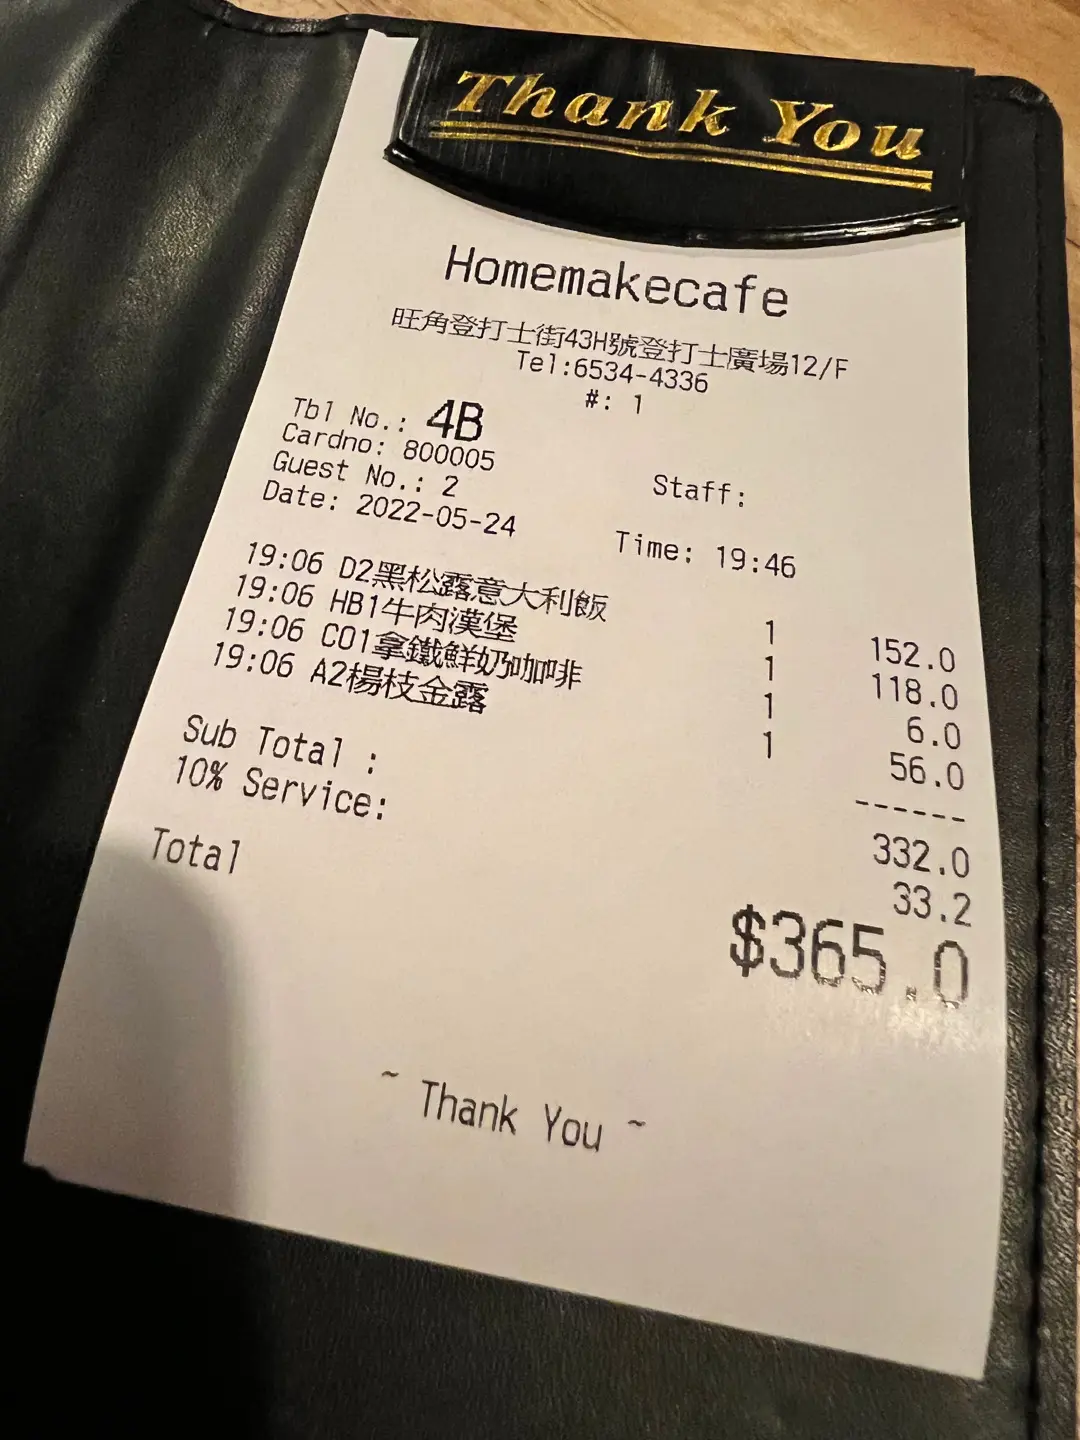 Thank You
Homemakecafe
旺角登打士街43H號登打士廣場12/F
Tel:6534-4336
#: 1
Tbl No.: 4B
Cardno: 800005
Guest No.: 2 Staff:
Date: 2022-05-24 Time: 19:46
19:06 D2黑松露意大利飯 1 152.0
19:06 HB1牛肉漢堡 1 118.0
19:06 CO1拿鐵鮮奶咖啡 1 6.0
19:06 A2楊枝金露 1 56.0
------
Sub Total : 332.0
10% Service: 33.2
Total $365.0
~ Thank You ~